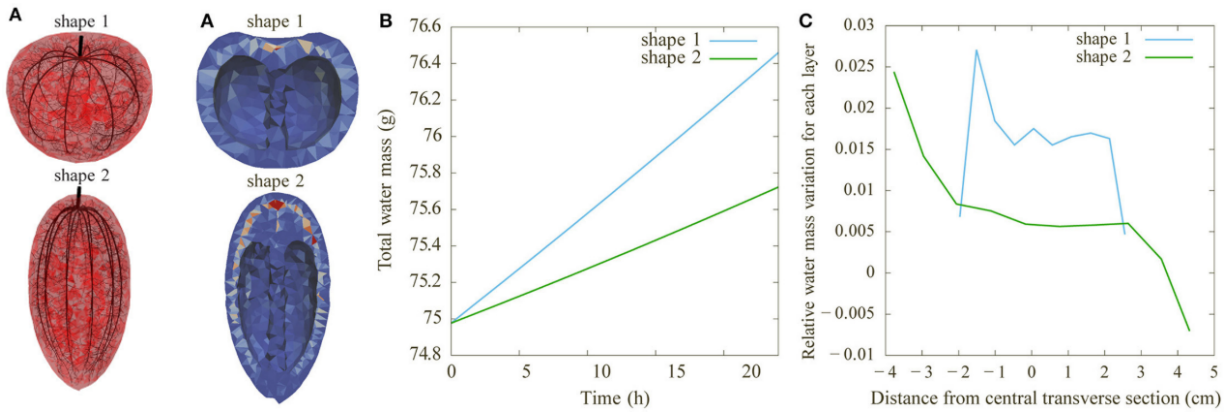 A
shape 1
shape 2
A
shape 1
shape 2
B
76.6
76.4
76.2
76
75.8
75.6
75.4
75.2
75
74.8
Total water mass (g)
shape 1
shape 2
0
5
10
15
20
Time (h)
C
0.03
0.025
0.02
0.015
0.01
0.005
0
−0.005
−0.01
Relative water mass variation for each layer
shape 1
shape 2
−4
−3
−2
−1
0
1
2
3
4
5
Distance from central transverse section (cm)